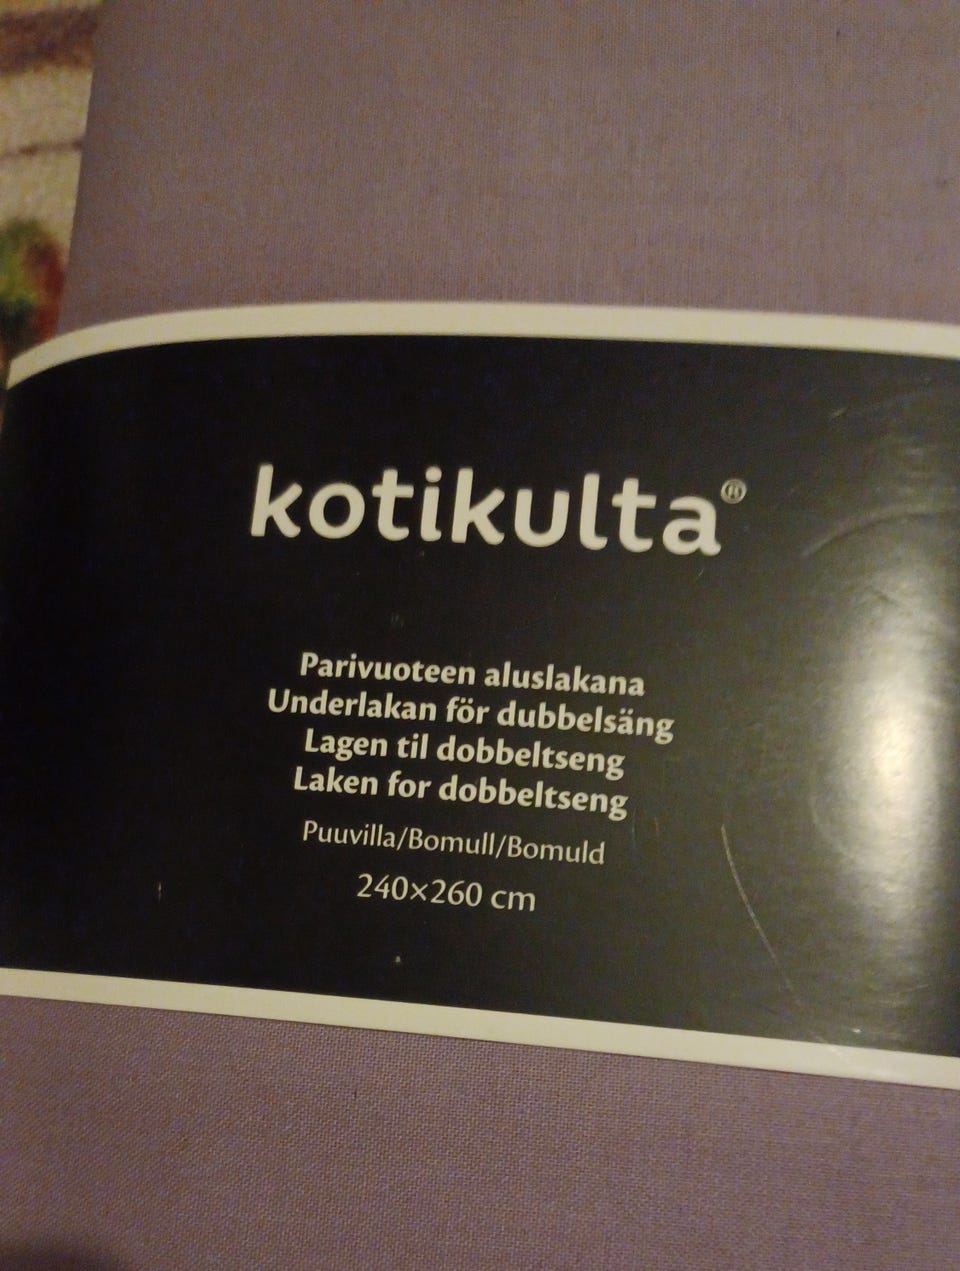 kotikulta®
Parivuoteen aluslakana
Underlakan för dubbelsäng
Lagen til dobbeltseng
Laken for dobbeltseng
Puuvilla/Bomull/Bomuld
240×260 cm